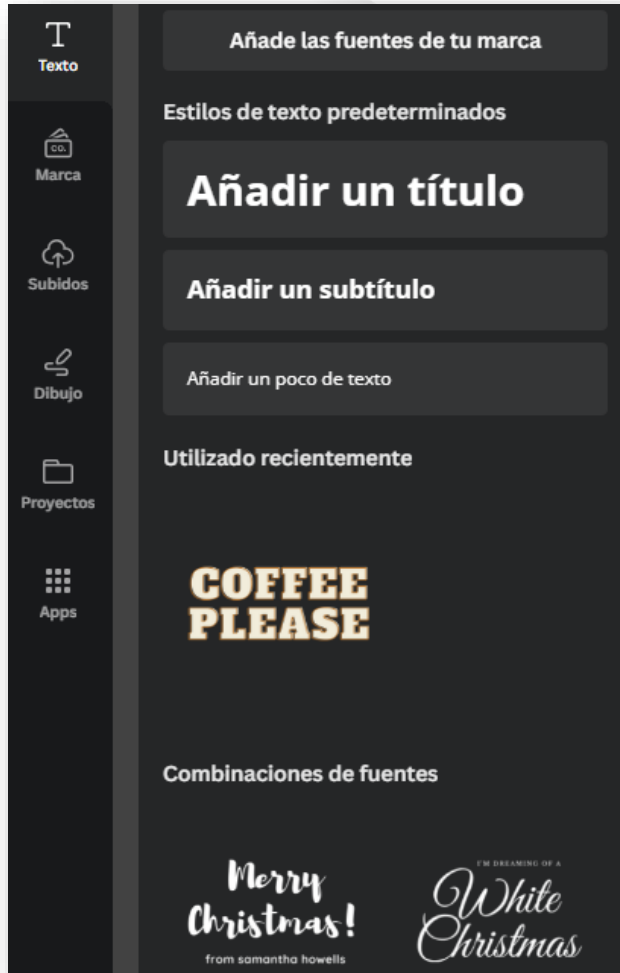 Texto
CO.
Marca
Subidos
Dibujo
Proyectos
Apps
Añade las fuentes de tu marca
Estilos de texto predeterminados
Añadir un título
Añadir un subtítulo
Añadir un poco de texto
Utilizado recientemente
COFFEE
PLEASE
Combinaciones de fuentes
Merry
Christmas!
from samantha howells
I'M DREAMING OF A
White
Christmas